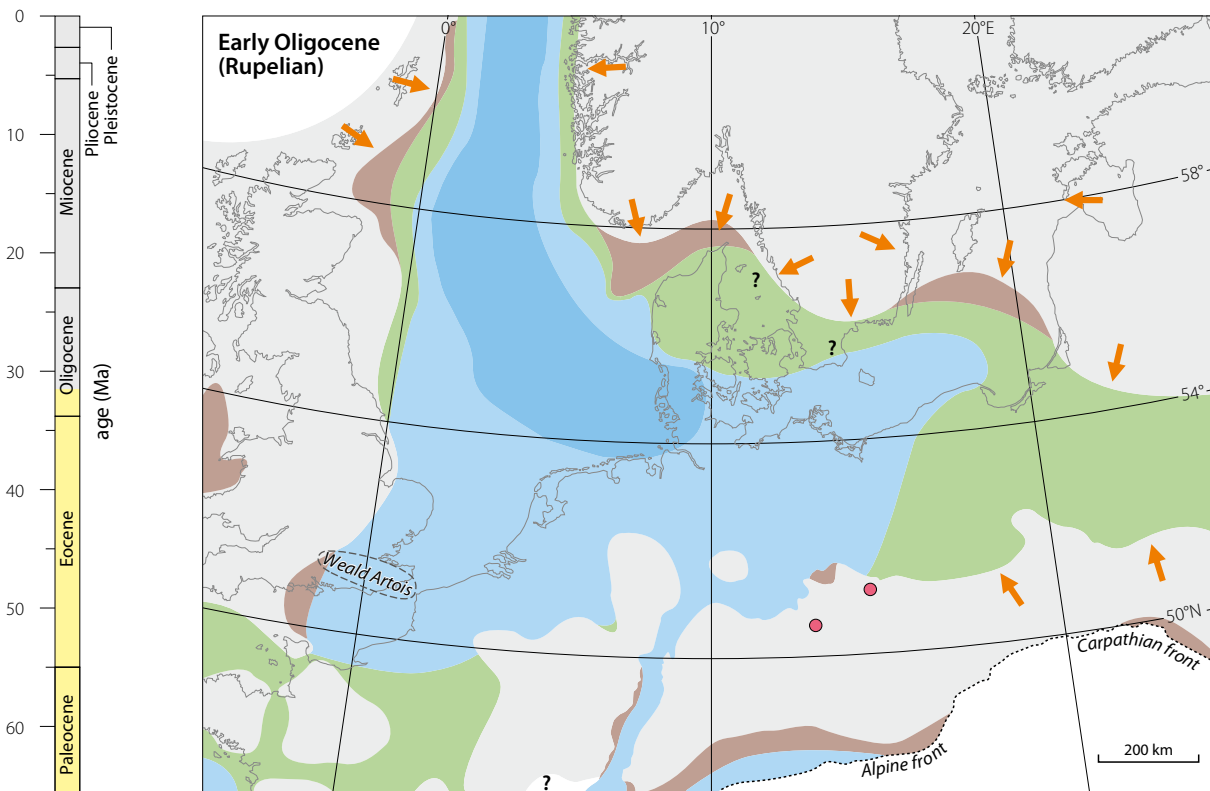 Early Oligocene
(Rupelian)
0°
10°
20°E
58°
54°
50°N
0
10
20
30
40
50
60
age (Ma)
Pleistocene
Pliocene
Miocene
Oligocene
Eocene
Paleocene
?
?
?
Weald Artois
Carpathian front
Alpine front
200 km